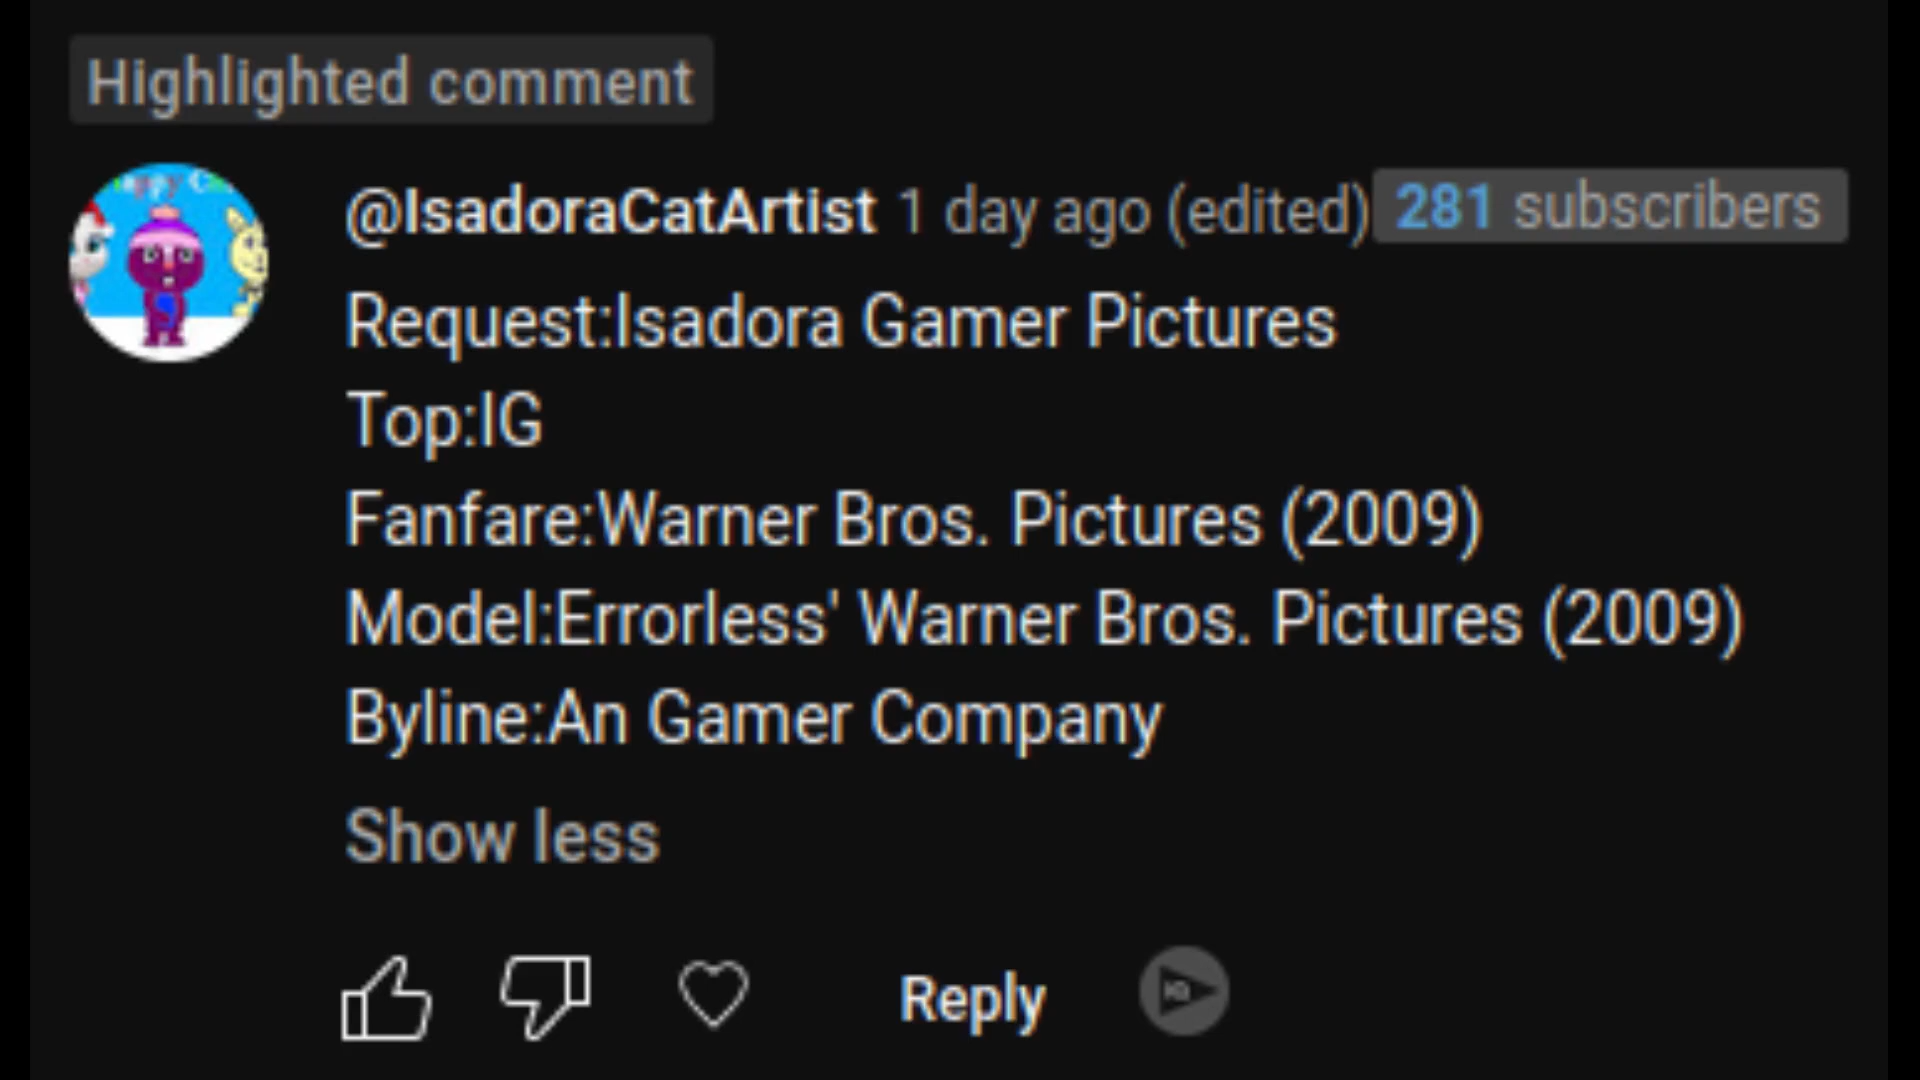 Highlighted comment
@IsadoraCatArtist 1 day ago (edited) 281 subscribers
Request:Isadora Gamer Pictures
Top:IG
Fanfare:Warner Bros. Pictures (2009)
Model:Errorless' Warner Bros. Pictures (2009)
Byline:An Gamer Company
Show less
Reply